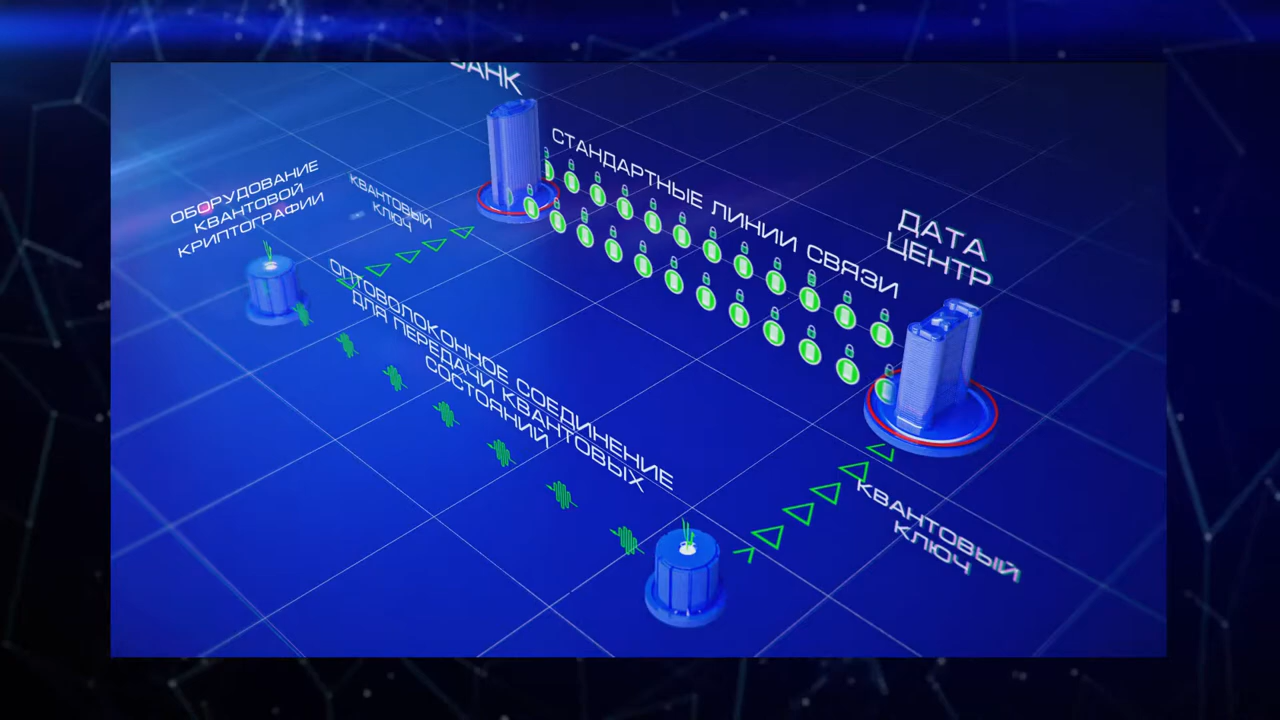 БАНК
СТАНДАРТНЫЕ ЛИНИИ СВЯЗИ
ДАТА
ЦЕНТР
ОБОРУДОВАНИЕ
КВАНТОВОЙ
КРИПТОГРАФИИ
КВАНТОВЫЙ
КЛЮЧ
ОПТОВОЛОКОННОЕ СОЕДИНЕНИЕ
ДЛЯ ПЕРЕДАЧИ КВАНТОВЫХ
СОСТОЯНИЙ
КВАНТОВЫЙ
КЛЮЧ